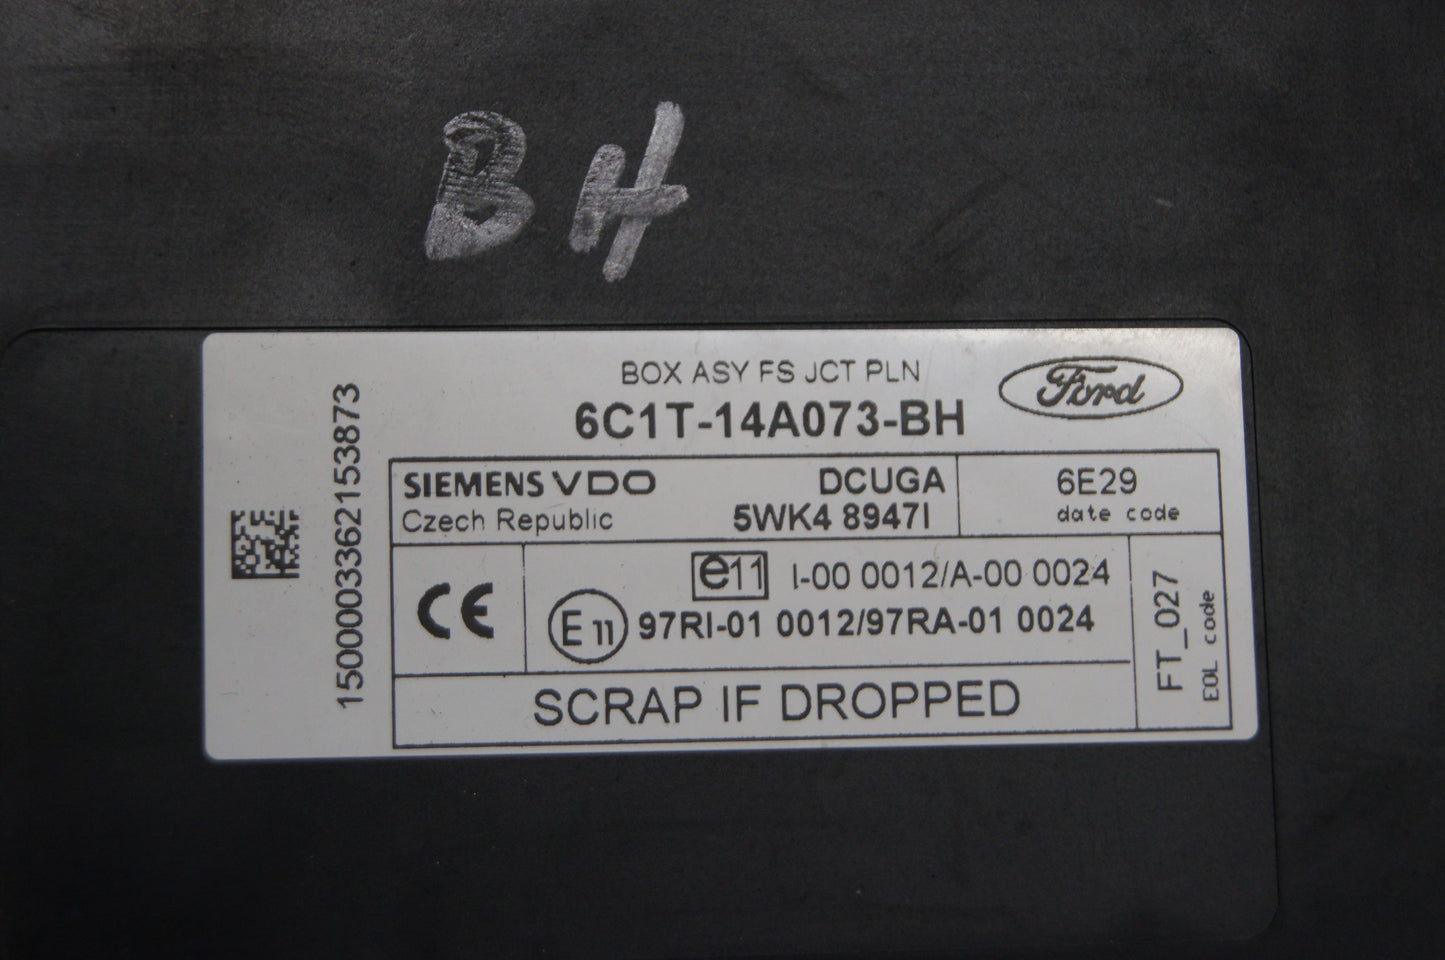 BH
BOX ASY FS JCT PLN
Ford
6C1T-14A073-BH
1500003362153873
SIEMENS VDO DCUGA
Czech Republic 5WK4 8947I
6E29
date code
CE
e11 I-00 0012/A-00 0024
E11 97RI-01 0012/97RA-01 0024
FT_027
EOL code
SCRAP IF DROPPED